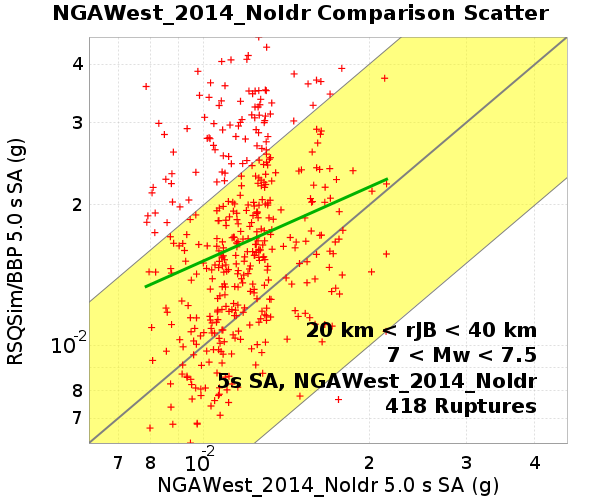 NGAWest_2014_NoIdr Comparison Scatter
RSQSim/BBP 5.0 s SA (g)
4
3
2
10-2
8
7
20 km < rJB < 40 km
7 < Mw < 7.5
5s SA, NGAWest_2014_NoIdr
418 Ruptures
7 8 10-2 2 3 4
NGAWest_2014_NoIdr 5.0 s SA (g)